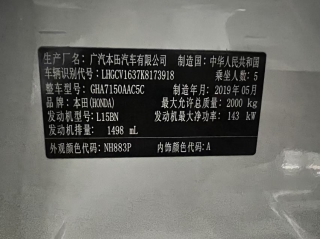 生产厂名：广汽本田汽车有限公司 制造国：中华人民共和国
车辆识别代号：LHGCV1637K8173918 乘坐人数：5
整车型号：GHA7150AAC5C 制造年月：2019年05月
品牌：本田(HONDA) 最大允许总质量：2000 kg
发动机型号：L15BN 发动机最大净功率：143 kW
发动机排量：1498 mL
外观颜色代码：NH883P 内饰颜色代码：A